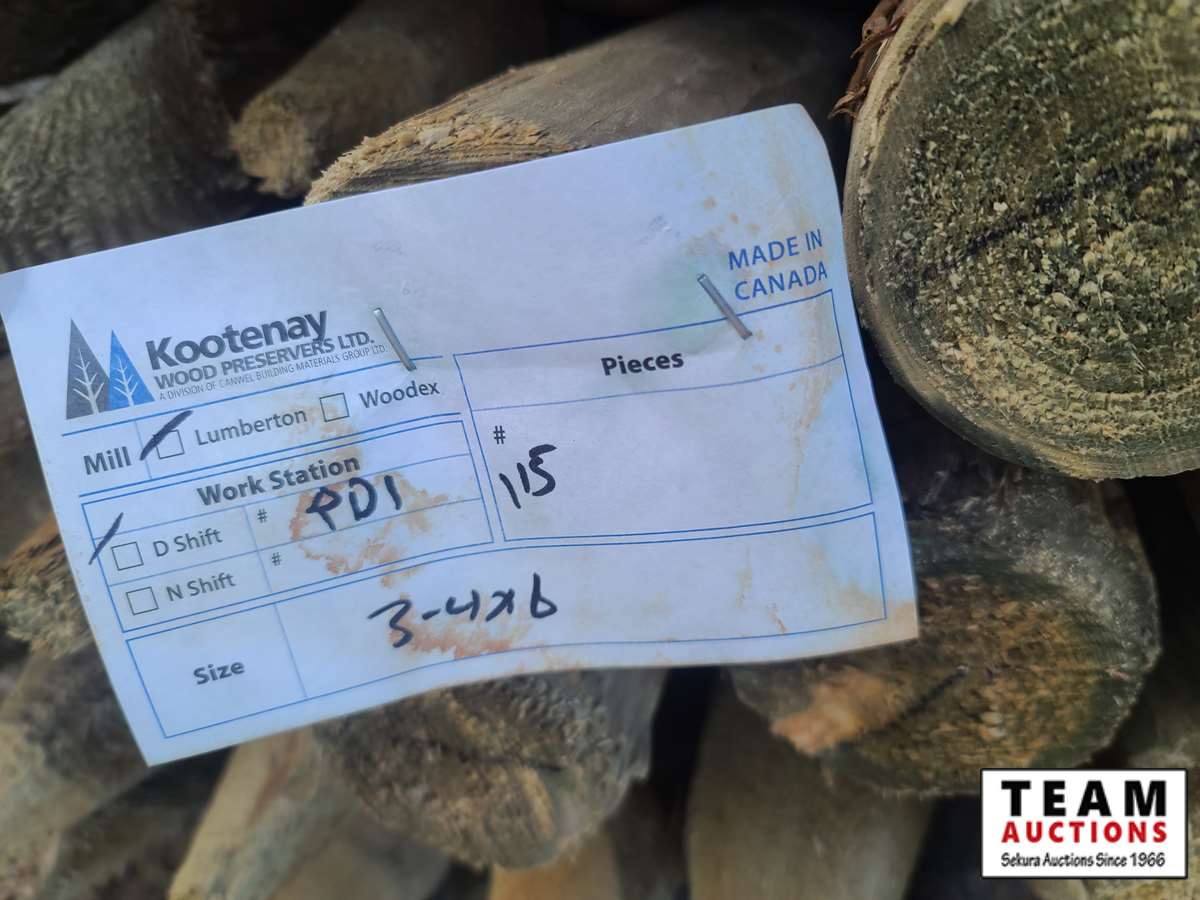 MADE IN
CANADA
Kootenay
WOOD PRESERVERS LTD.
A DIVISION OF CANWEL BUILDING MATERIALS GROUP LTD.
Mill Lumberton Woodex
Pieces
#
115
Work Station
D Shift # PD1
N Shift #
Size 3-4x6
TEAM
AUCTIONS
Sekura Auctions Since 1966